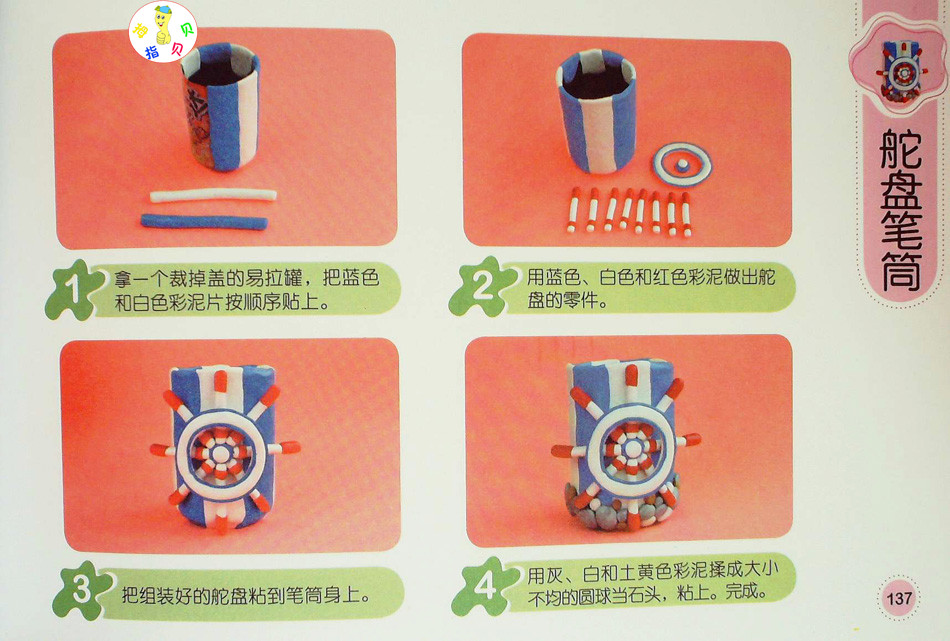 吉
指
贝
贝
舵盘笔筒
1
拿一个裁掉盖的易拉罐，把蓝色
和白色彩泥片按顺序贴上。
2
用蓝色、白色和红色彩泥做出舵
盘的零件。
3
把组装好的舵盘粘到笔筒身上。
4
用灰、白和土黄色彩泥揉成大小
不均的圆球当石头，粘上。完成。
137